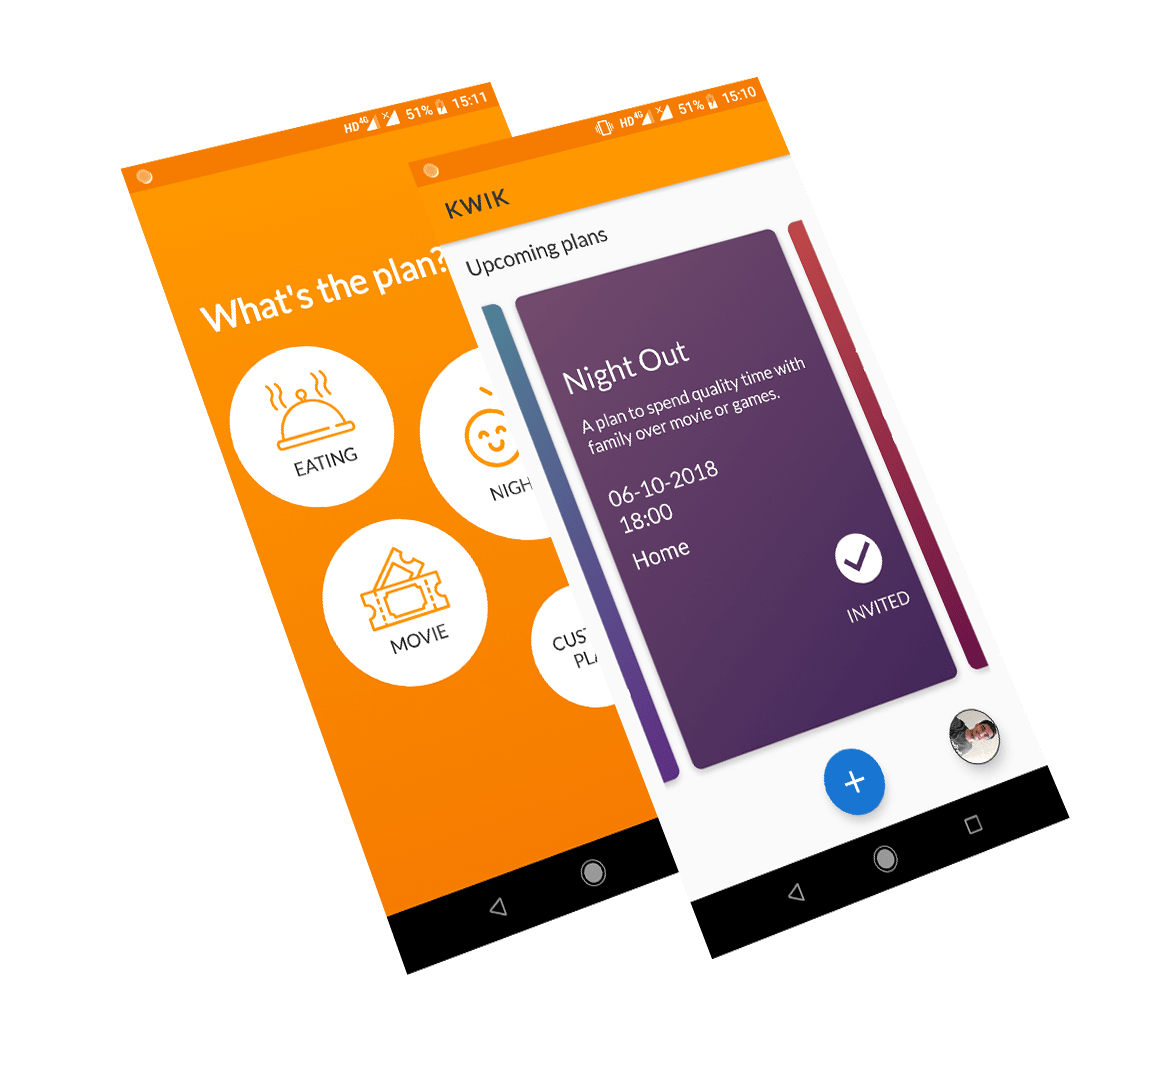 HD 4G 51% 15:11
What's the plan?
EATING
NIGH
MOVIE
CUST
PLA
HD 4G 51% 15:10
KWIK
Upcoming plans
Night Out
A plan to spend quality time with
family over movie or games.
06-10-2018
18:00
Home
INVITED